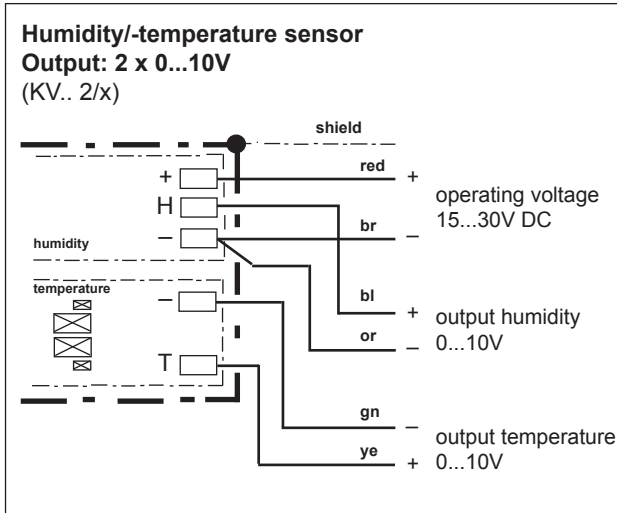 Humidity/-temperature sensor
Output: 2 x 0...10V
(KV.. 2/x)
shield
red
+
+
operating voltage
15...30V DC
H
br
–
–
humidity
temperature
–
bl
+
output humidity
0...10V
or
–
T
gn
–
output temperature
0...10V
ye
+